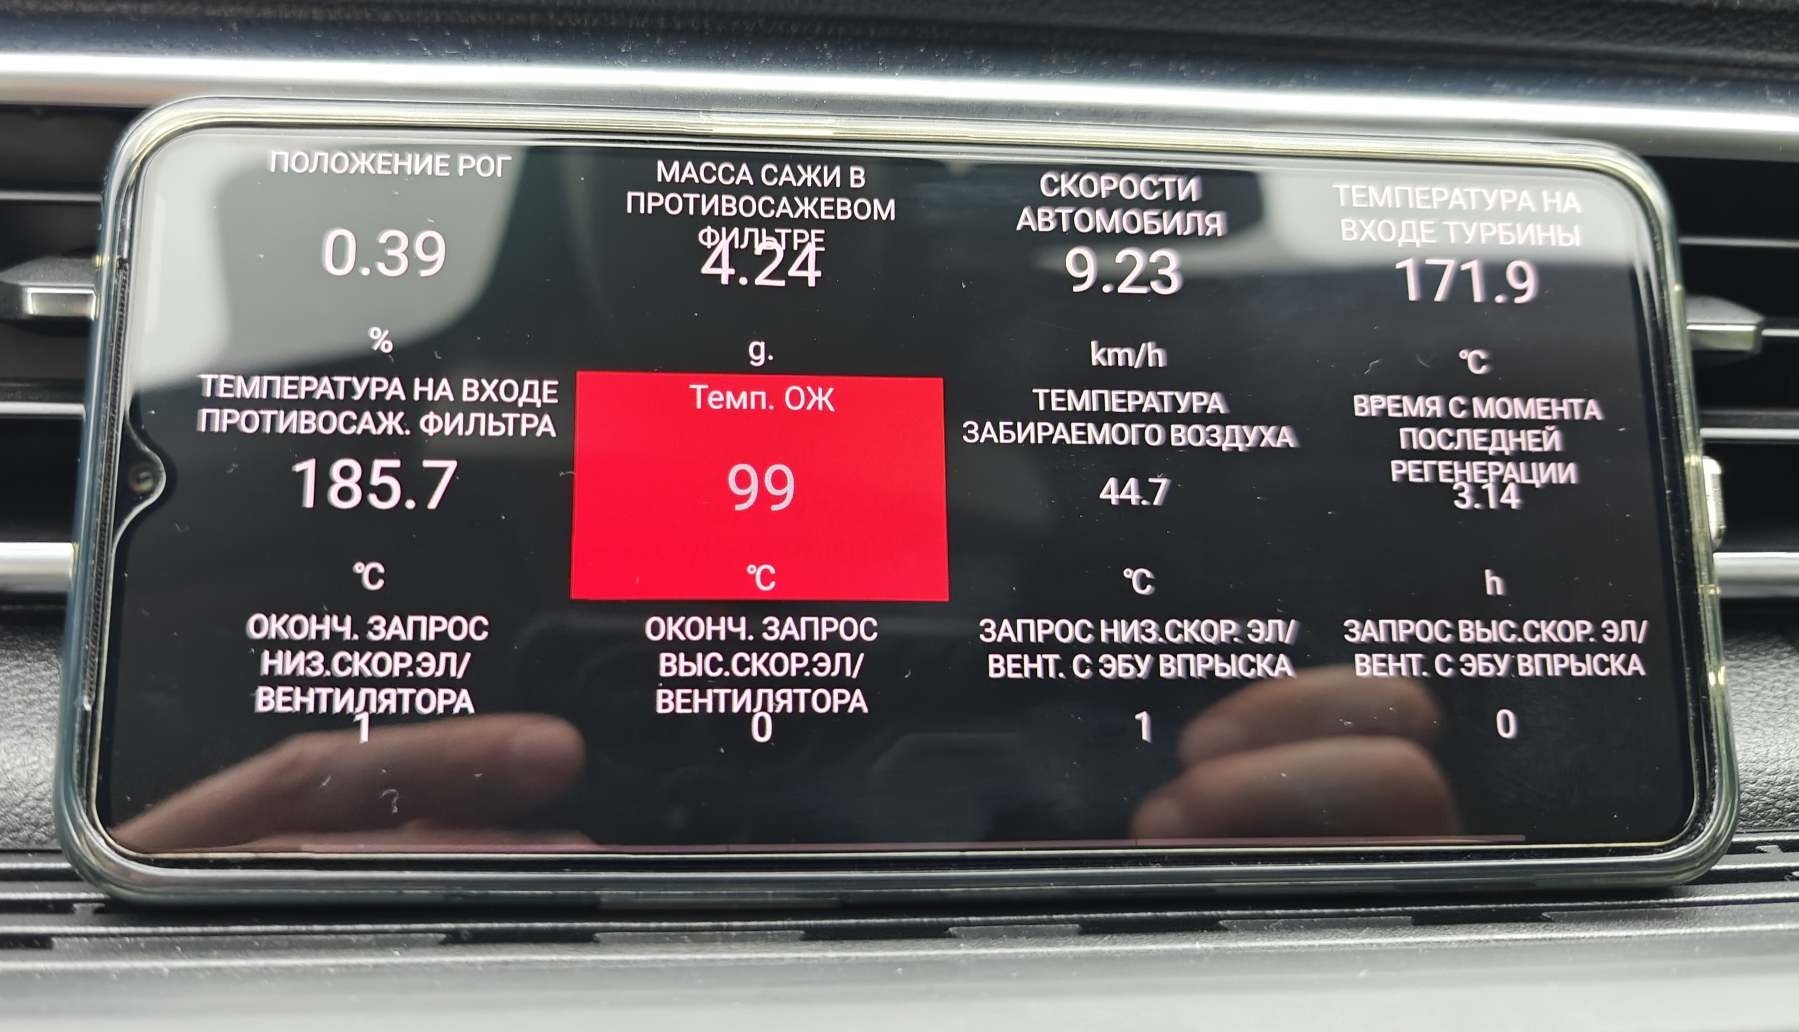 ПОЛОЖЕНИЕ РОГ
0.39
%
МАССА САЖИ В
ПРОТИВОСАЖЕВОМ
ФИЛЬТРЕ
4.24
g.
СКОРОСТИ
АВТОМОБИЛЯ
9.23
km/h
ТЕМПЕРАТУРА НА
ВХОДЕ ТУРБИНЫ
171.9
℃
ТЕМПЕРАТУРА НА ВХОДЕ
ПРОТИВОСАЖ. ФИЛЬТРА
185.7
℃
Темп. ОЖ
99
℃
ТЕМПЕРАТУРА
ЗАБИРАЕМОГО ВОЗДУХА
44.7
℃
ВРЕМЯ С МОМЕНТА
ПОСЛЕДНЕЙ
РЕГЕНЕРАЦИИ
3.14
h
ОКОНЧ. ЗАПРОС
НИЗ.СКОР.ЭЛ/
ВЕНТИЛЯТОРА
1
ОКОНЧ. ЗАПРОС
ВЫС.СКОР.ЭЛ/
ВЕНТИЛЯТОРА
0
ЗАПРОС НИЗ.СКОР. ЭЛ/
ВЕНТ. С ЭБУ ВПРЫСКА
1
ЗАПРОС ВЫС.СКОР. ЭЛ/
ВЕНТ. С ЭБУ ВПРЫСКА
0